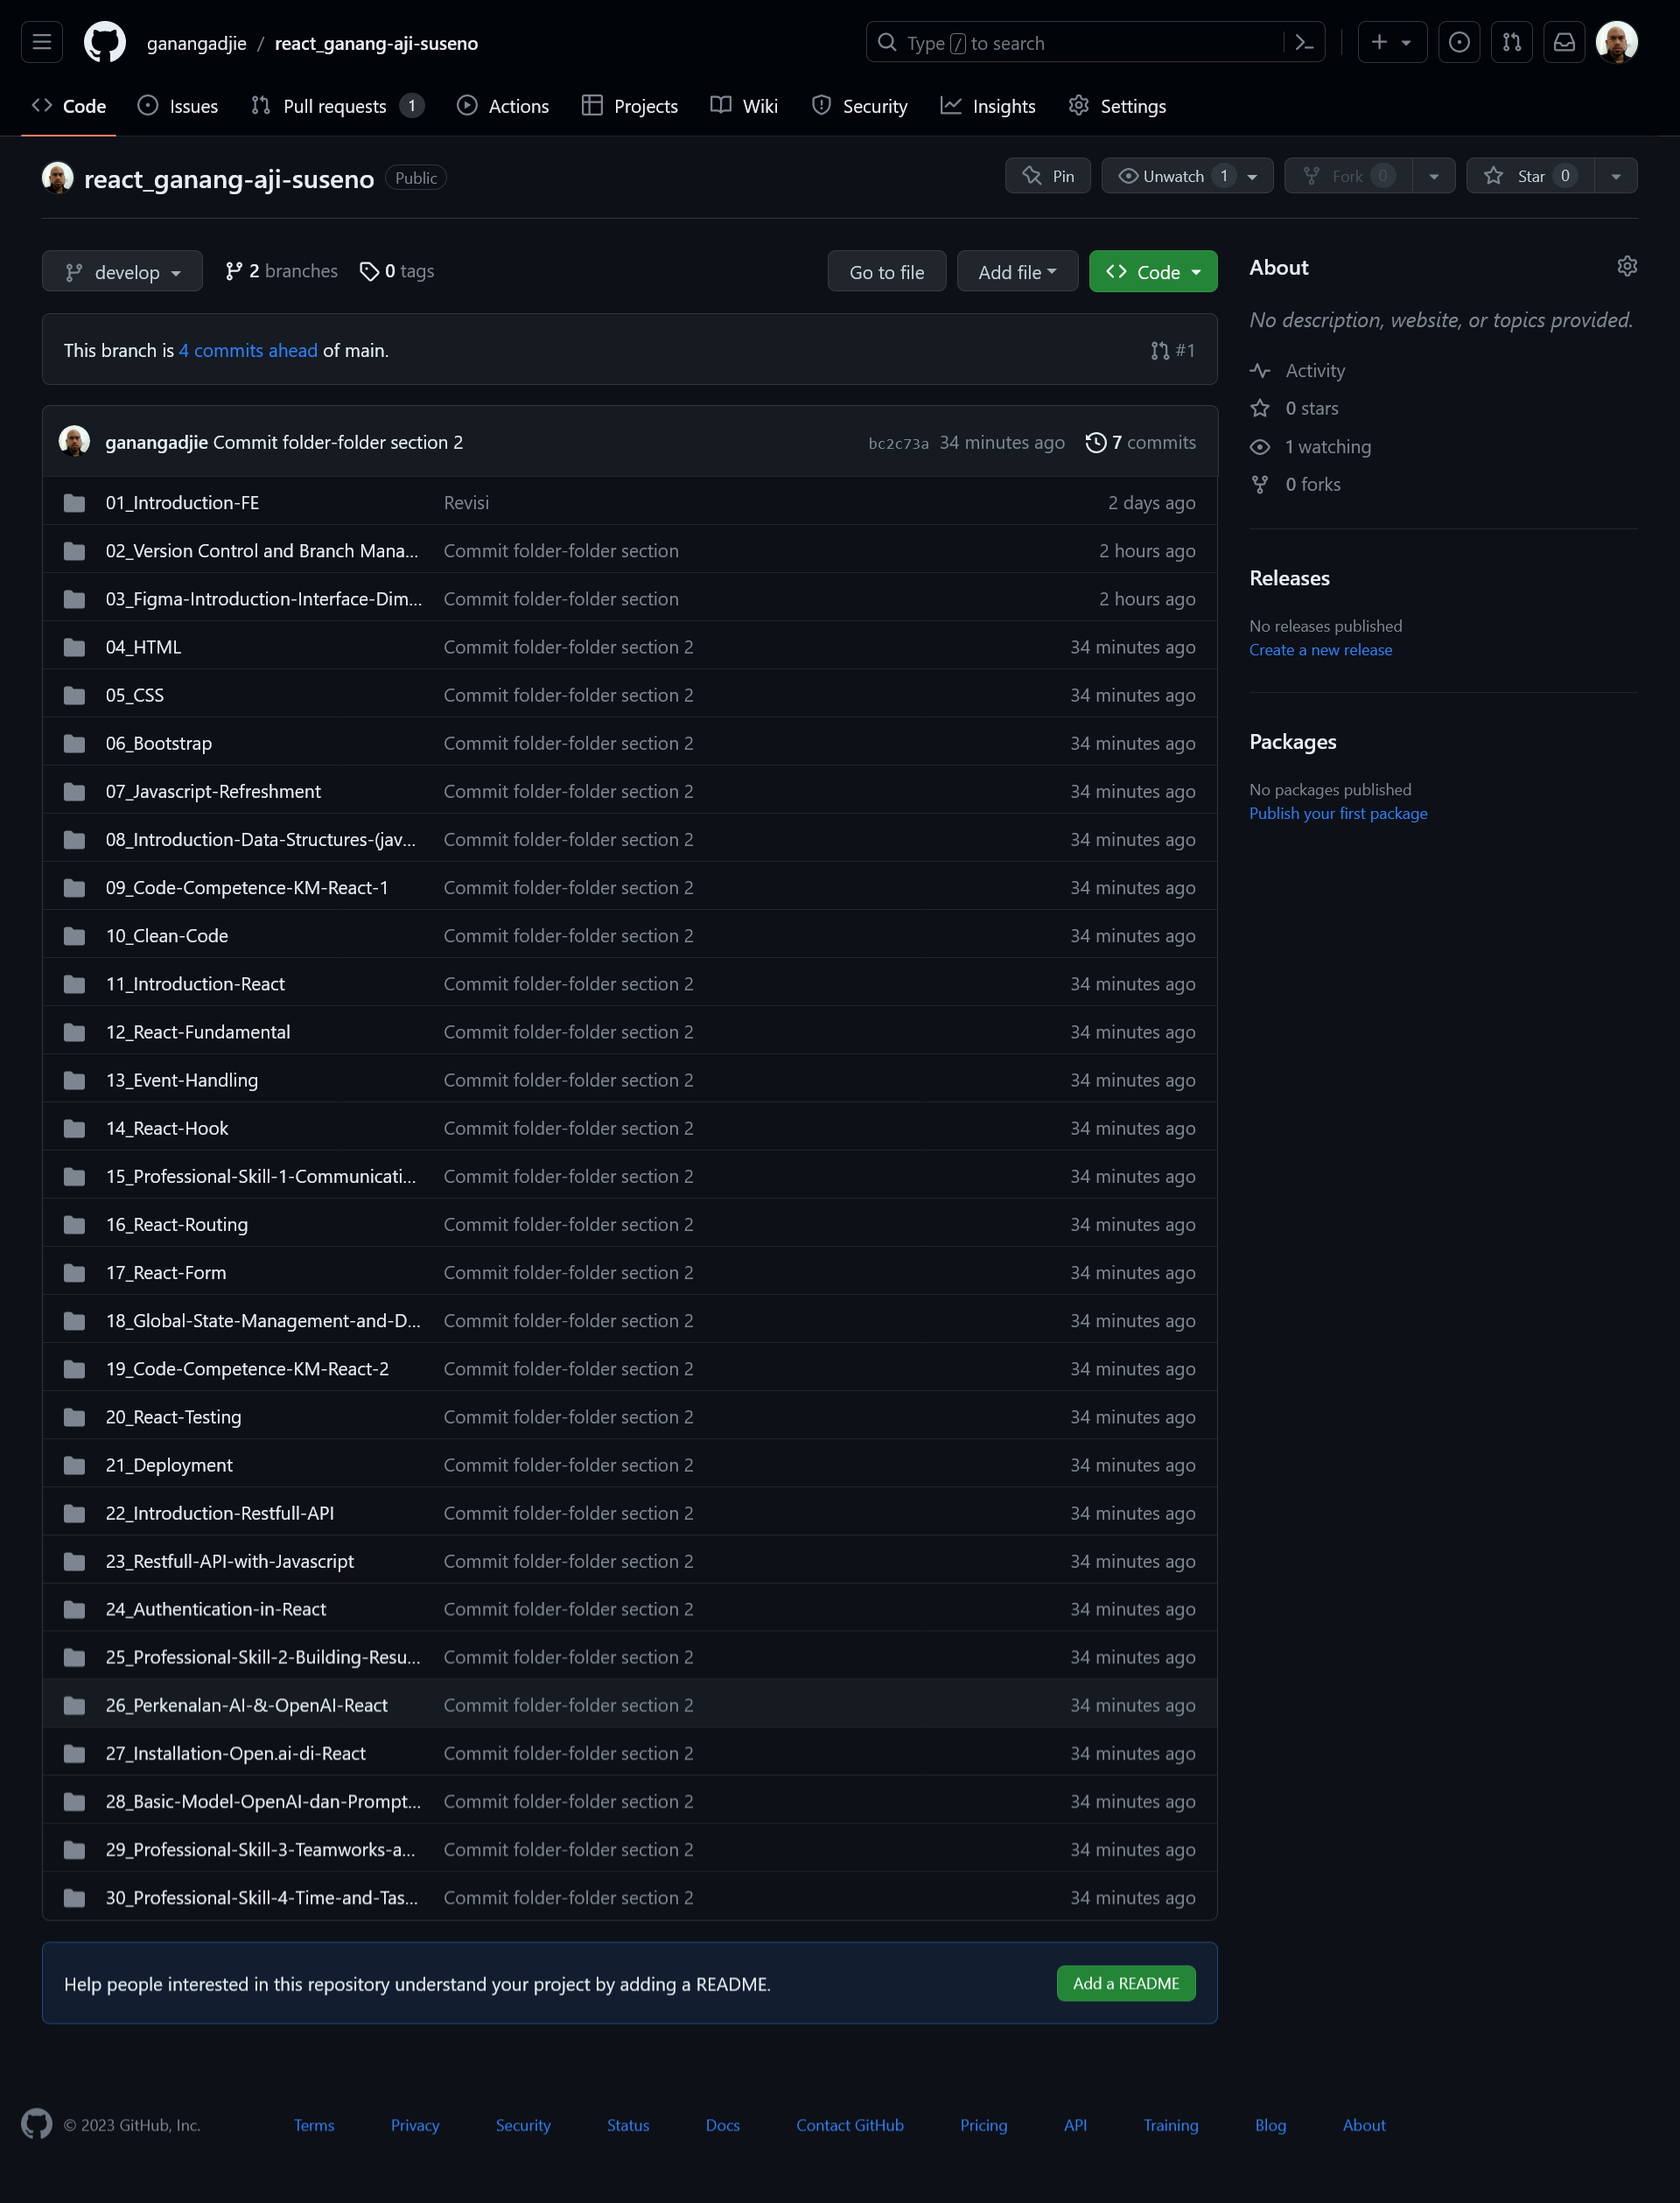 ganangadjie / react_ganang-aji-suseno
Type / to search
Code Issues Pull requests 1 Actions Projects Wiki Security Insights Settings
react_ganang-aji-suseno Public
Pin Unwatch 1 Fork 0 Star 0
develop 2 branches 0 tags Go to file Add file Code
This branch is 4 commits ahead of main. #1
ganangadjie Commit folder-folder section 2 bc2c73a 34 minutes ago 7 commits
01_Introduction-FE Revisi 2 days ago
02_Version Control and Branch Mana... Commit folder-folder section 2 hours ago
03_Figma-Introduction-Interface-Dim... Commit folder-folder section 2 hours ago
04_HTML Commit folder-folder section 2 34 minutes ago
05_CSS Commit folder-folder section 2 34 minutes ago
06_Bootstrap Commit folder-folder section 2 34 minutes ago
07_Javascript-Refreshment Commit folder-folder section 2 34 minutes ago
08_Introduction-Data-Structures-(jav... Commit folder-folder section 2 34 minutes ago
09_Code-Competence-KM-React-1 Commit folder-folder section 2 34 minutes ago
10_Clean-Code Commit folder-folder section 2 34 minutes ago
11_Introduction-React Commit folder-folder section 2 34 minutes ago
12_React-Fundamental Commit folder-folder section 2 34 minutes ago
13_Event-Handling Commit folder-folder section 2 34 minutes ago
14_React-Hook Commit folder-folder section 2 34 minutes ago
15_Professional-Skill-1-Communicati... Commit folder-folder section 2 34 minutes ago
16_React-Routing Commit folder-folder section 2 34 minutes ago
17_React-Form Commit folder-folder section 2 34 minutes ago
18_Global-State-Management-and-D... Commit folder-folder section 2 34 minutes ago
19_Code-Competence-KM-React-2 Commit folder-folder section 2 34 minutes ago
20_React-Testing Commit folder-folder section 2 34 minutes ago
21_Deployment Commit folder-folder section 2 34 minutes ago
22_Introduction-Restfull-API Commit folder-folder section 2 34 minutes ago
23_Restfull-API-with-Javascript Commit folder-folder section 2 34 minutes ago
24_Authentication-in-React Commit folder-folder section 2 34 minutes ago
25_Professional-Skill-2-Building-Resu... Commit folder-folder section 2 34 minutes ago
26_Perkenalan-AI-&-OpenAI-React Commit folder-folder section 2 34 minutes ago
27_Installation-Open.ai-di-React Commit folder-folder section 2 34 minutes ago
28_Basic-Model-OpenAI-dan-Prompt... Commit folder-folder section 2 34 minutes ago
29_Professional-Skill-3-Teamworks-a... Commit folder-folder section 2 34 minutes ago
30_Professional-Skill-4-Time-and-Tas... Commit folder-folder section 2 34 minutes ago
Help people interested in this repository understand your project by adding a README. Add a README
About
No description, website, or topics provided.
Activity
0 stars
1 watching
0 forks
Releases
No releases published
Create a new release
Packages
No packages published
Publish your first package
© 2023 GitHub, Inc. Terms Privacy Security Status Docs Contact GitHub Pricing API Training Blog About